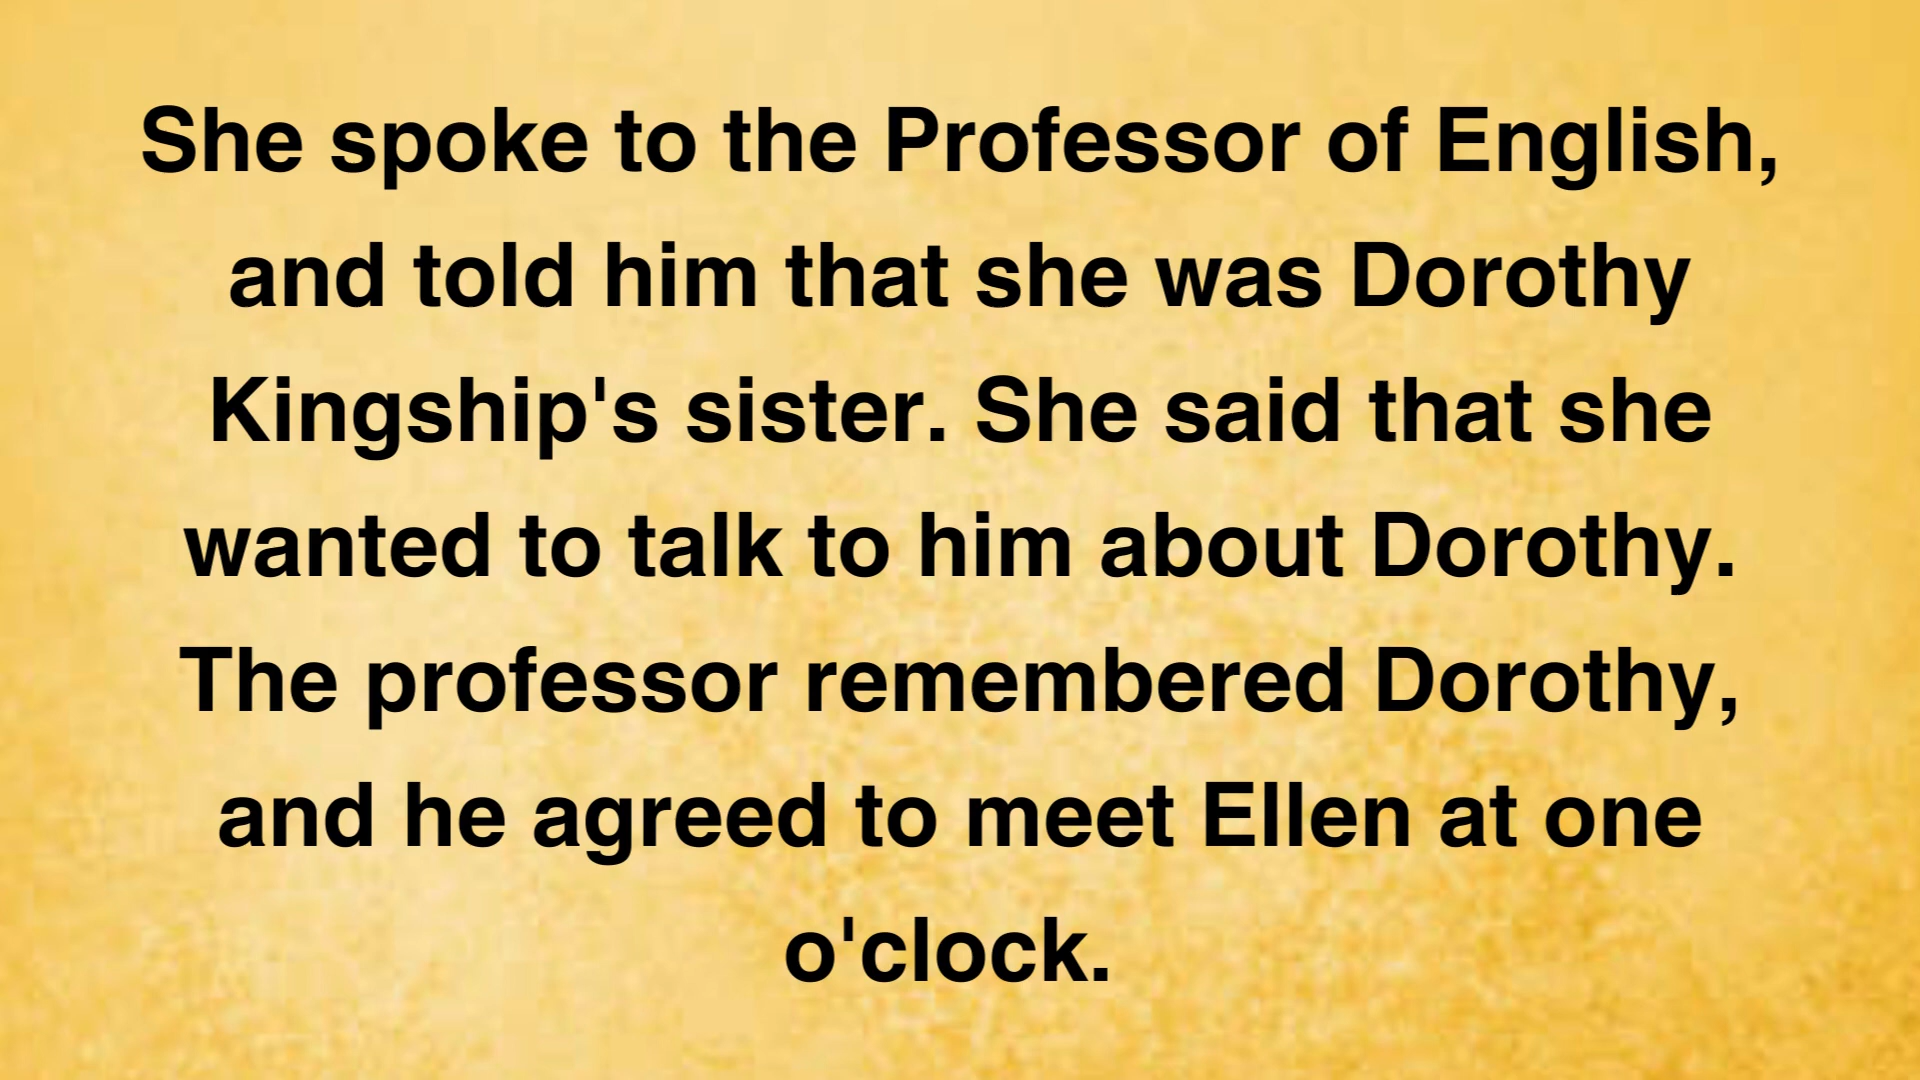 She spoke to the Professor of English,
and told him that she was Dorothy
Kingship's sister. She said that she
wanted to talk to him about Dorothy.
The professor remembered Dorothy,
and he agreed to meet Ellen at one
o'clock.